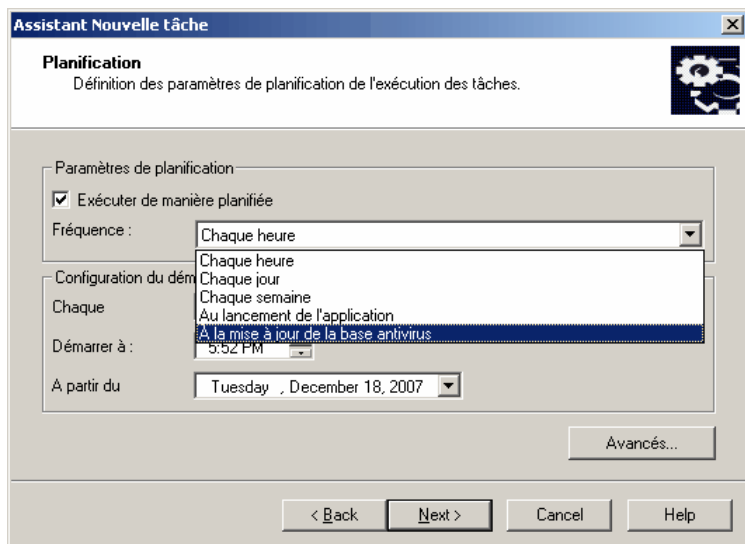 Assistant Nouvelle tâche
Planification
Définition des paramètres de planification de l'exécution des tâches.
Paramètres de planification
Exécuter de manière planifiée
Fréquence :
Chaque heure
Chaque heure
Chaque jour
Chaque semaine
Au lancement de l'application
À la mise à jour de la base antivirus
Configuration du dém
Chaque
Démarrer à :
5:52 PM
A partir du
Tuesday , December 18, 2007
Avancés...
< Back
Next >
Cancel
Help